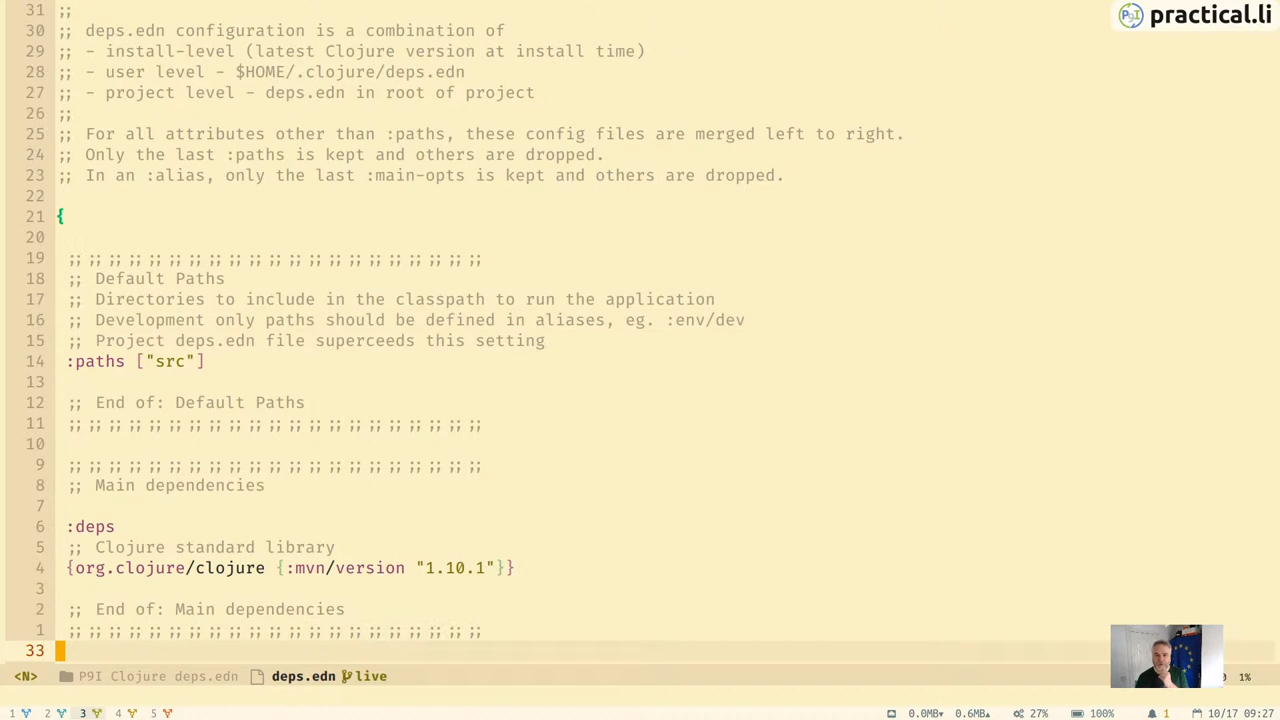 practical.li
31 ;;
30 ;; deps.edn configuration is a combination of
29 ;; - install-level (latest Clojure version at install time)
28 ;; - user level - $HOME/.clojure/deps.edn
27 ;; - project level - deps.edn in root of project
26 ;;
25 ;; For all attributes other than :paths, these config files are merged left to right.
24 ;; Only the last :paths is kept and others are dropped.
23 ;; In an :alias, only the last :main-opts is kept and others are dropped.
22
21 {
20
19 ;; ;; ;; ;; ;; ;; ;; ;; ;; ;; ;; ;; ;; ;; ;; ;; ;; ;; ;; ;; ;;
18 ;; Default Paths
17 ;; Directories to include in the classpath to run the application
16 ;; Development only paths should be defined in aliases, eg. :env/dev
15 ;; Project deps.edn file superceeds this setting
14 :paths ["src"]
13
12 ;; End of: Default Paths
11 ;; ;; ;; ;; ;; ;; ;; ;; ;; ;; ;; ;; ;; ;; ;; ;; ;; ;; ;; ;; ;;
10
9 ;; ;; ;; ;; ;; ;; ;; ;; ;; ;; ;; ;; ;; ;; ;; ;; ;; ;; ;; ;; ;;
8 ;; Main dependencies
7
6 :deps
5 ;; Clojure standard library
4 {org.clojure/clojure {:mvn/version "1.10.1"}}
3
2 ;; End of: Main dependencies
1 ;; ;; ;; ;; ;; ;; ;; ;; ;; ;; ;; ;; ;; ;; ;; ;; ;; ;; ;; ;; ;;
33
<N> P9I Clojure deps.edn deps.edn live 1%
1 2 3 4 5 0.0MB 0.6MB 27% 100% 1 10/17 09:27